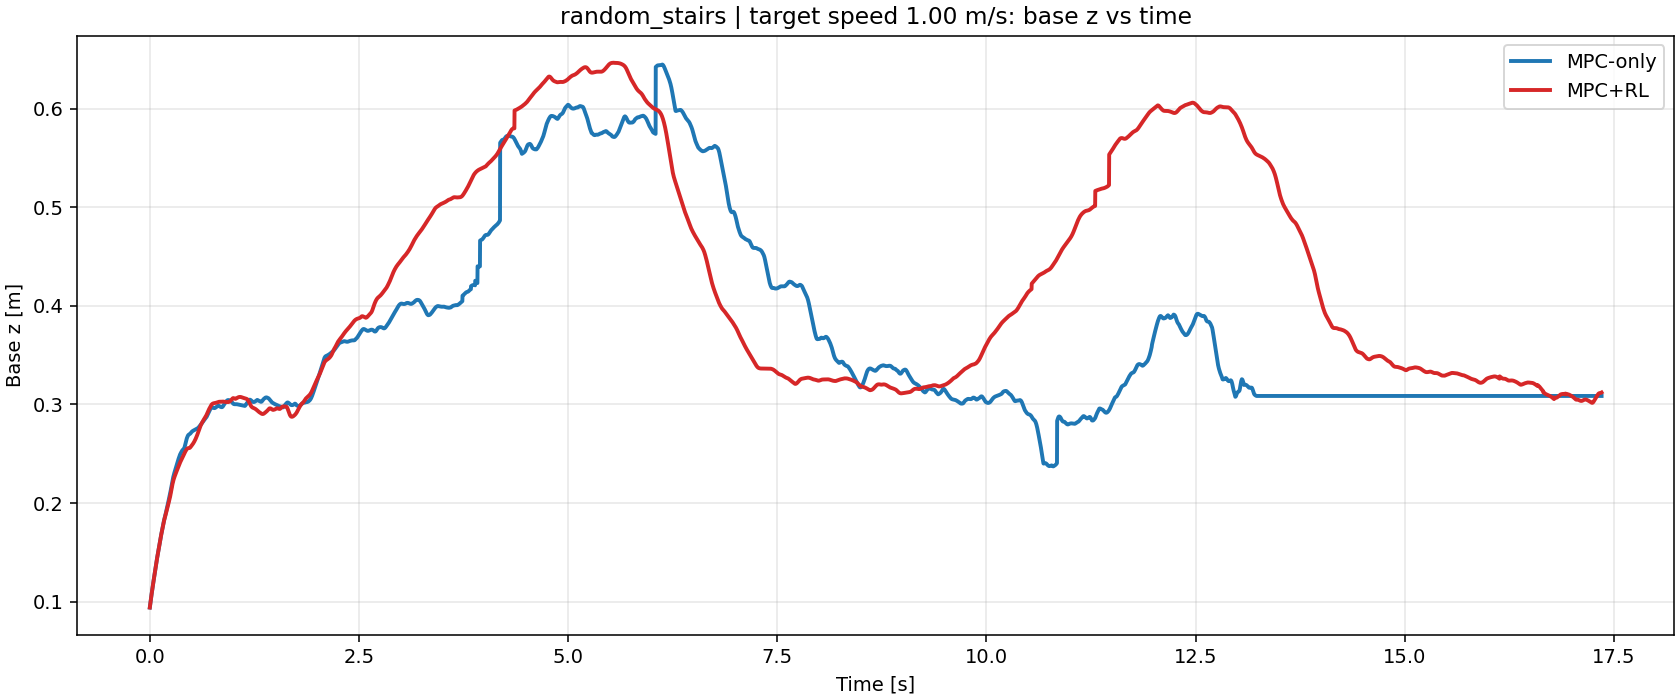 random_stairs | target speed 1.00 m/s: base z vs time
MPC-only
MPC+RL
Base z [m]
0.6
0.5
0.4
0.3
0.2
0.1
0.0 2.5 5.0 7.5 10.0 12.5 15.0 17.5
Time [s]